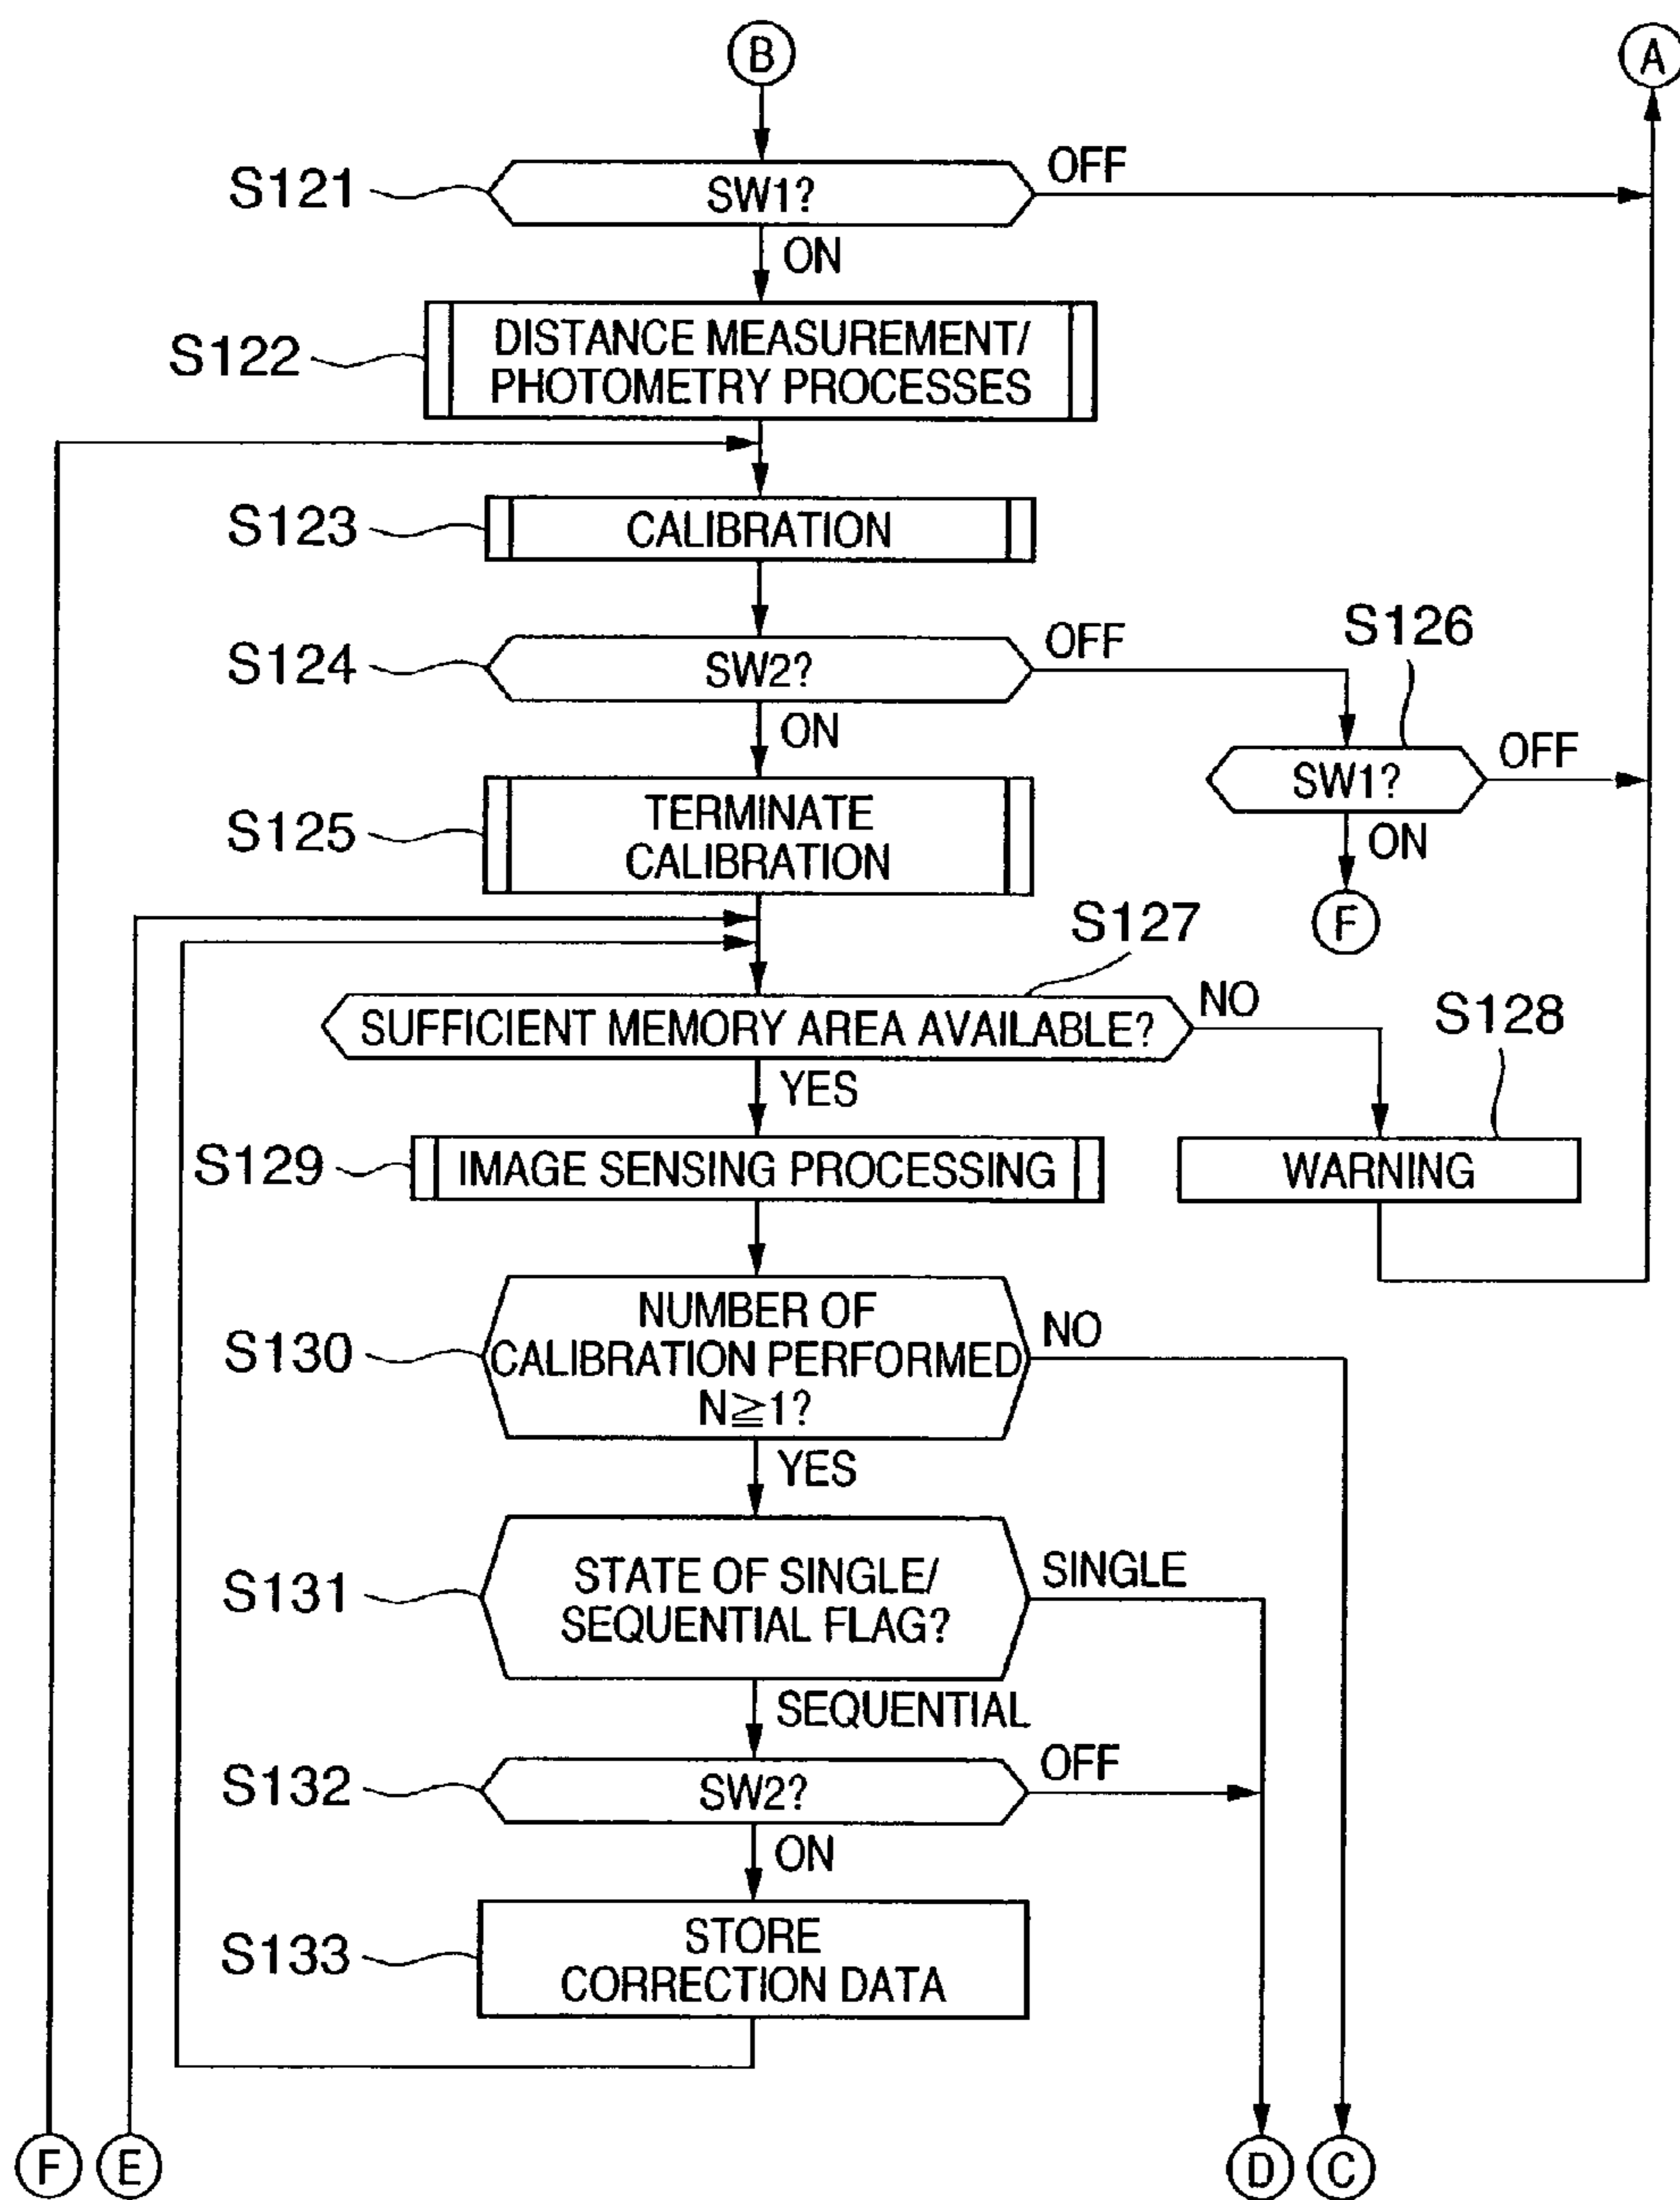 B
A
S121
SW1?
OFF
ON
S122
DISTANCE MEASUREMENT/
PHOTOMETRY PROCESSES
S123
CALIBRATION
S124
SW2?
OFF
S126
ON
SW1?
OFF
ON
F
S125
TERMINATE
CALIBRATION
S127
SUFFICIENT MEMORY AREA AVAILABLE?
NO
S128
YES
S129
IMAGE SENSING PROCESSING
WARNING
S130
NUMBER OF
CALIBRATION PERFORMED
N≧1?
NO
YES
S131
STATE OF SINGLE/
SEQUENTIAL FLAG?
SINGLE
SEQUENTIAL
S132
SW2?
OFF
ON
S133
STORE
CORRECTION DATA
F
E
D
C